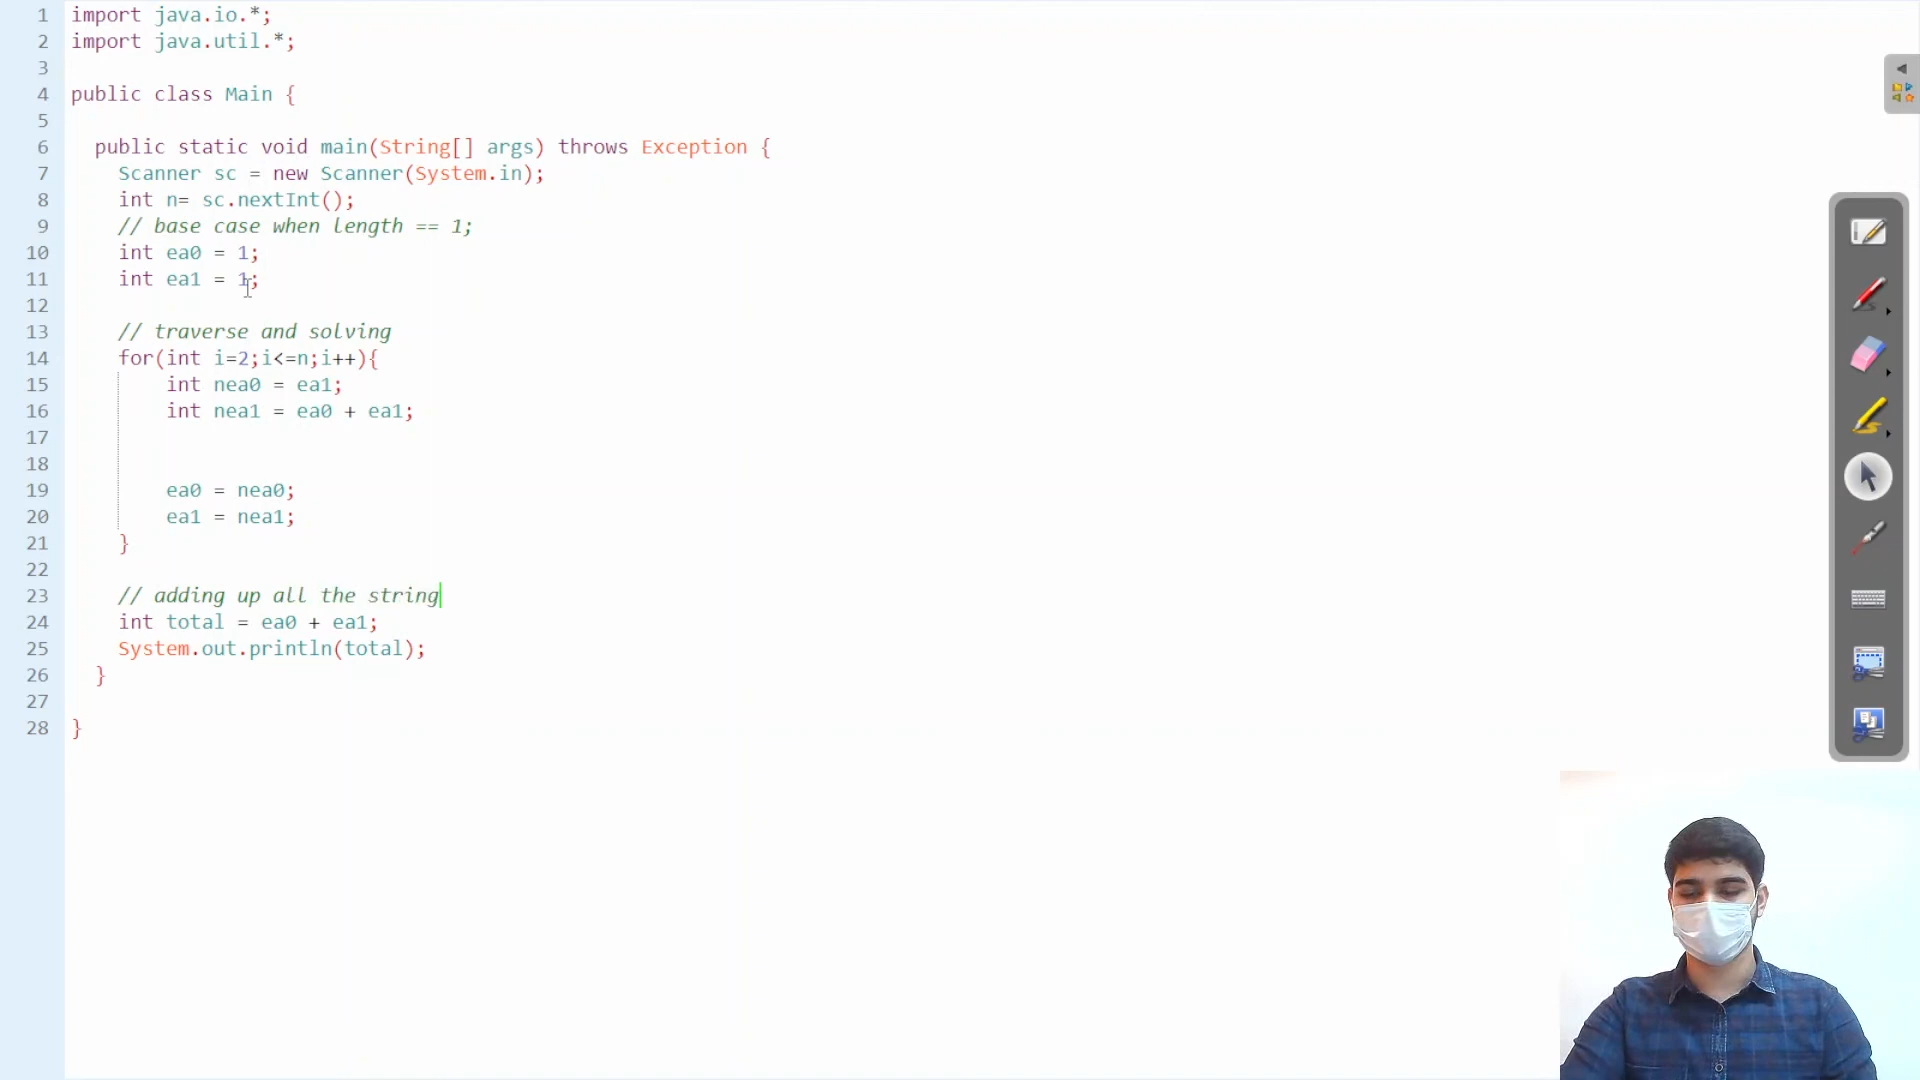 1 import java.io.*;
2 import java.util.*;
3
4 public class Main {
5
6 public static void main(String[] args) throws Exception {
7 Scanner sc = new Scanner(System.in);
8 int n= sc.nextInt();
9 // base case when length == 1;
10 int ea0 = 1;
11 int ea1 = 1;
12
13 // traverse and solving
14 for(int i=2;i<=n;i++){
15 int nea0 = ea1;
16 int nea1 = ea0 + ea1;
17
18
19 ea0 = nea0;
20 ea1 = nea1;
21 }
22
23 // adding up all the string
24 int total = ea0 + ea1;
25 System.out.println(total);
26 }
27
28 }